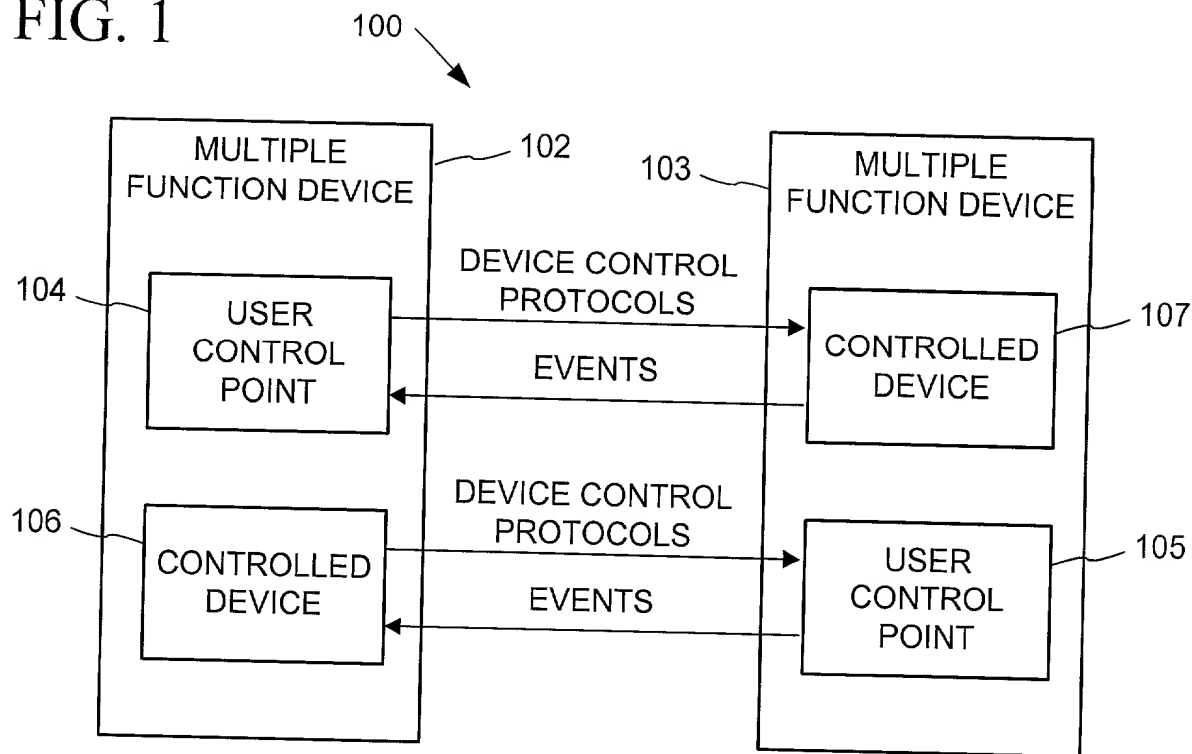 FIG. 1
100
MULTIPLE
FUNCTION DEVICE
102
103
MULTIPLE
FUNCTION DEVICE
104
USER
CONTROL
POINT
DEVICE CONTROL
PROTOCOLS
EVENTS
CONTROLLED
DEVICE
107
106
CONTROLLED
DEVICE
DEVICE CONTROL
PROTOCOLS
EVENTS
USER
CONTROL
POINT
105